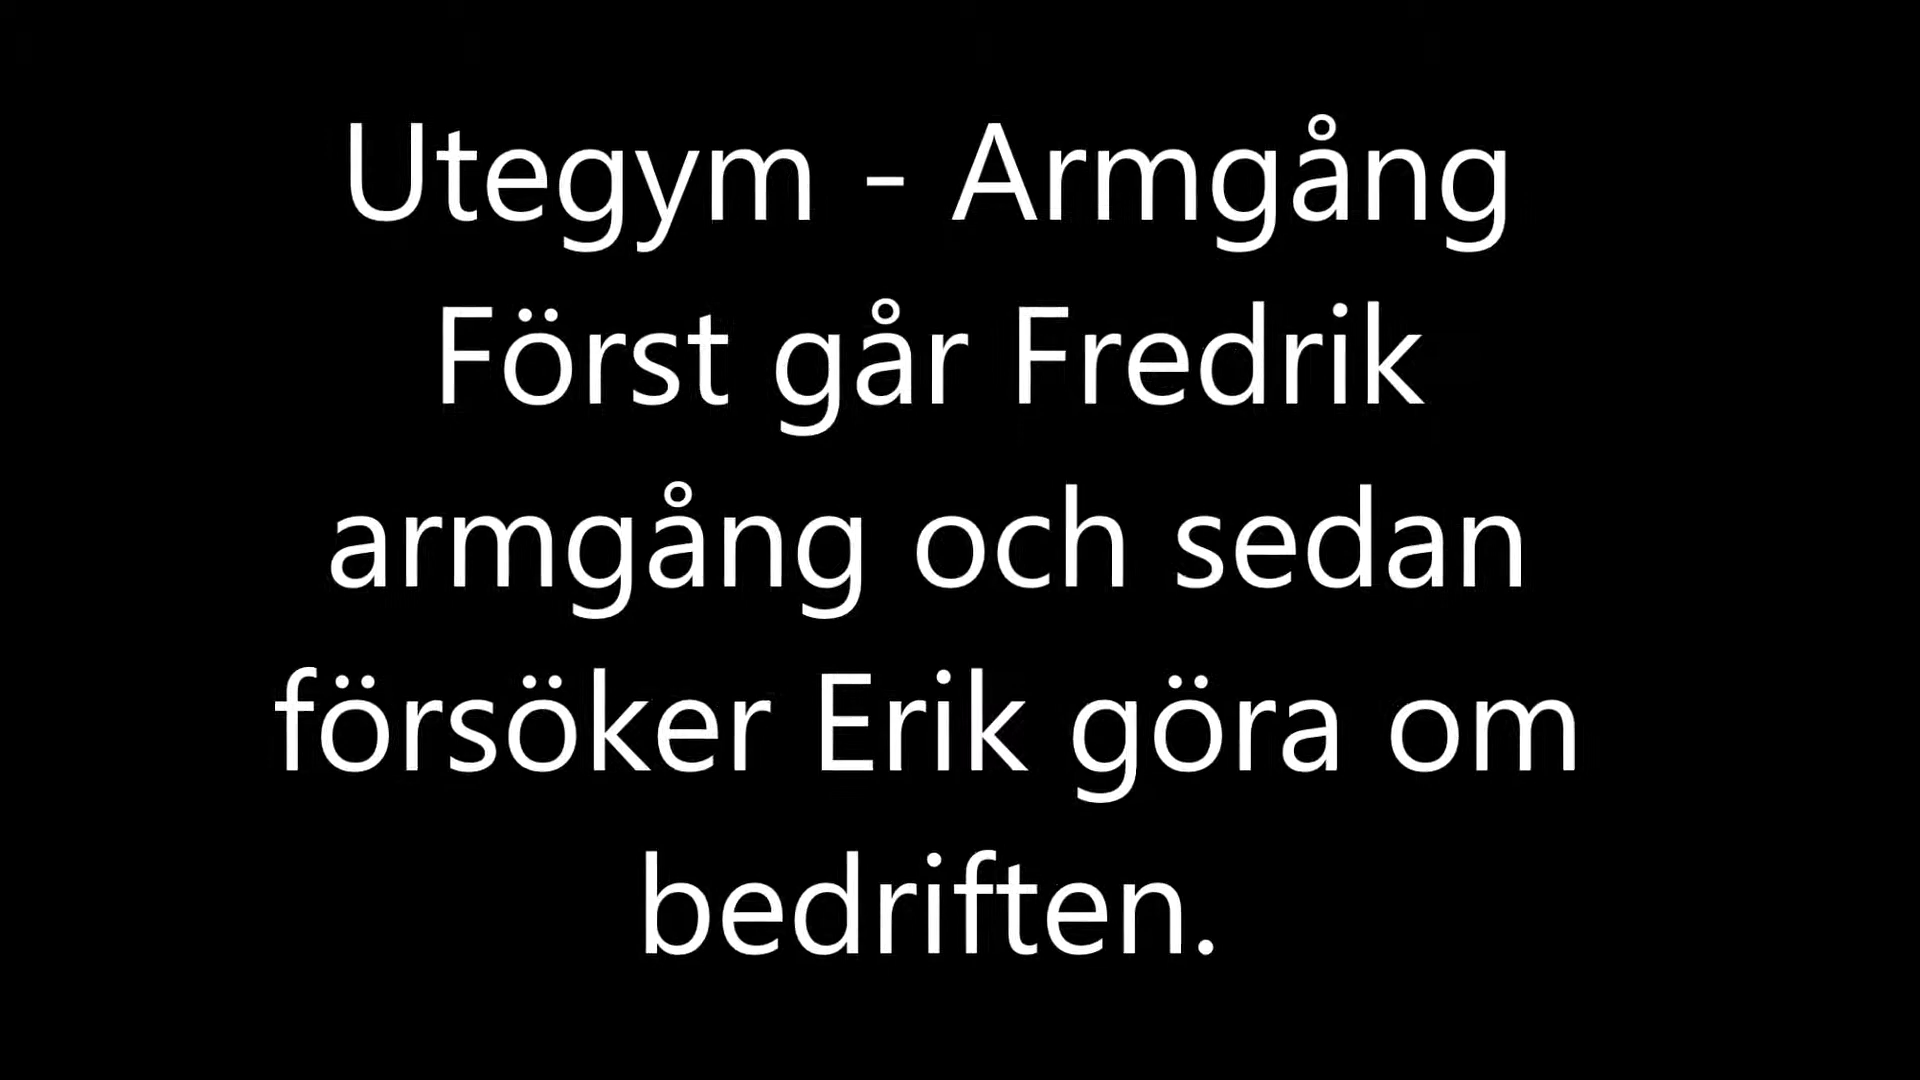 Utegym - Armgång
Först går Fredrik
armgång och sedan
försöker Erik göra om
bedriften.